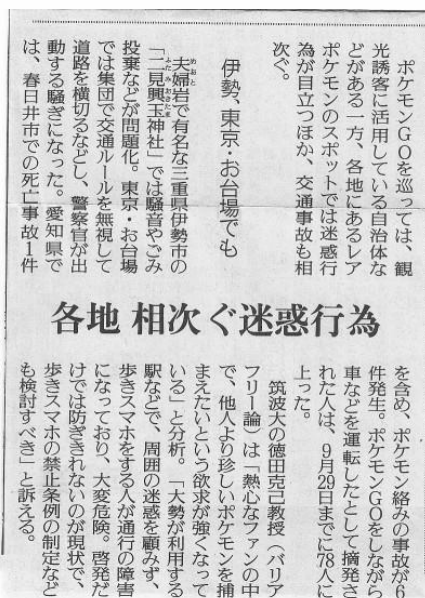 各地 相次ぐ迷惑行為
ポケモンGOを巡っては、観
光誘客に活用している自治体な
どがある一方、各地にあるレア
ポケモンのスポットでは迷惑行
為が目立つほか、交通事故も相
次ぐ。
伊勢、東京・お台場でも
夫婦岩で有名な三重県伊勢市の
めおと
「二見興玉神社」では騒音やごみ
ふたみおきたま
投棄などが問題化。東京・お台場
では集団で交通ルールを無視して
道路を横切るなどし、警察官が出
動する騒ぎになった。愛知県で
は、春日井市での死亡事故1件
を含め、ポケモン絡みの事故が6
件発生。ポケモンGOをしながら
車などを運転したとして摘発さ
れた人は、9月29日までに78人に
上った。
筑波大の徳田克己教授（バリア
フリー論）は「熱心なファンの中
で、他人より珍しいポケモンを捕
まえたいという欲求が強くなって
いる」と分析。「大勢が利用する
駅などで、周囲の迷惑を顧みず、
歩きスマホをする人が通行の障害
になっており、大変危険。啓発だ
けでは防ぎきれないのが現状で、
歩きスマホの禁止条例の制定など
も検討すべき」と訴える。